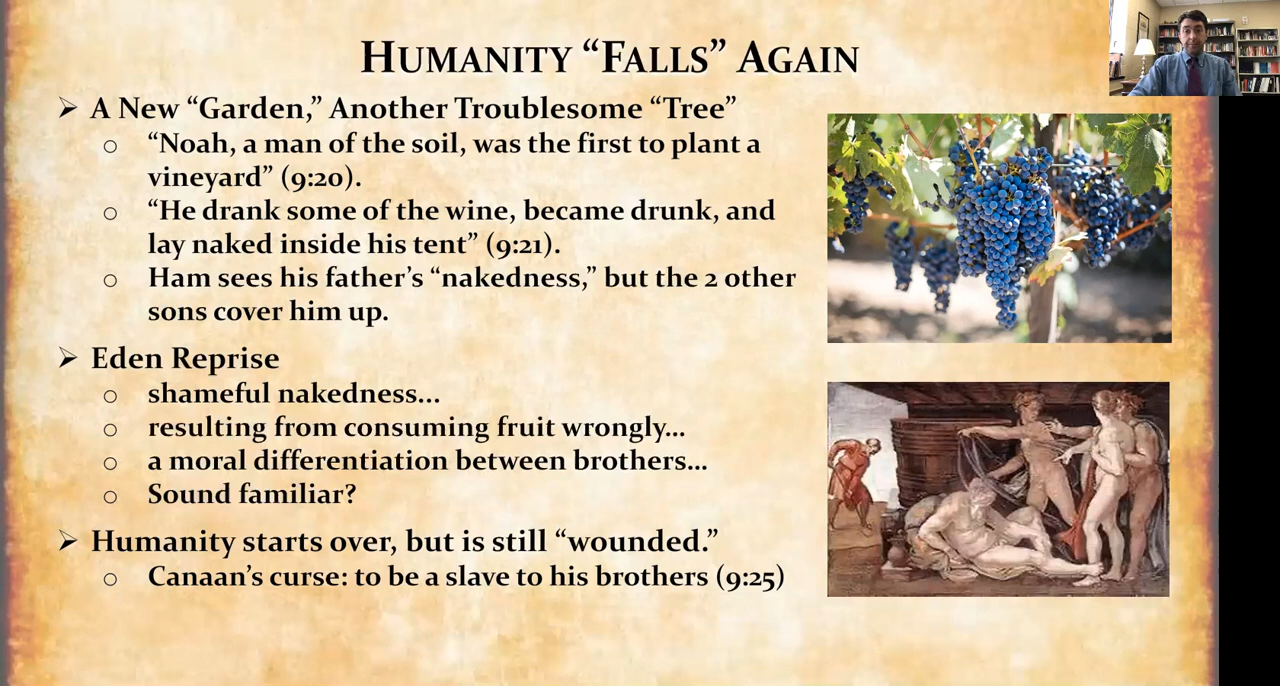 HUMANITY “FALLS” AGAIN
➢ A New “Garden,” Another Troublesome “Tree”
○ “Noah, a man of the soil, was the first to plant a
vineyard” (9:20).
○ “He drank some of the wine, became drunk, and
lay naked inside his tent” (9:21).
○ Ham sees his father’s “nakedness,” but the 2 other
sons cover him up.
➢ Eden Reprise
○ shameful nakedness...
○ resulting from consuming fruit wrongly...
○ a moral differentiation between brothers...
○ Sound familiar?
➢ Humanity starts over, but is still “wounded.”
○ Canaan’s curse: to be a slave to his brothers (9:25)